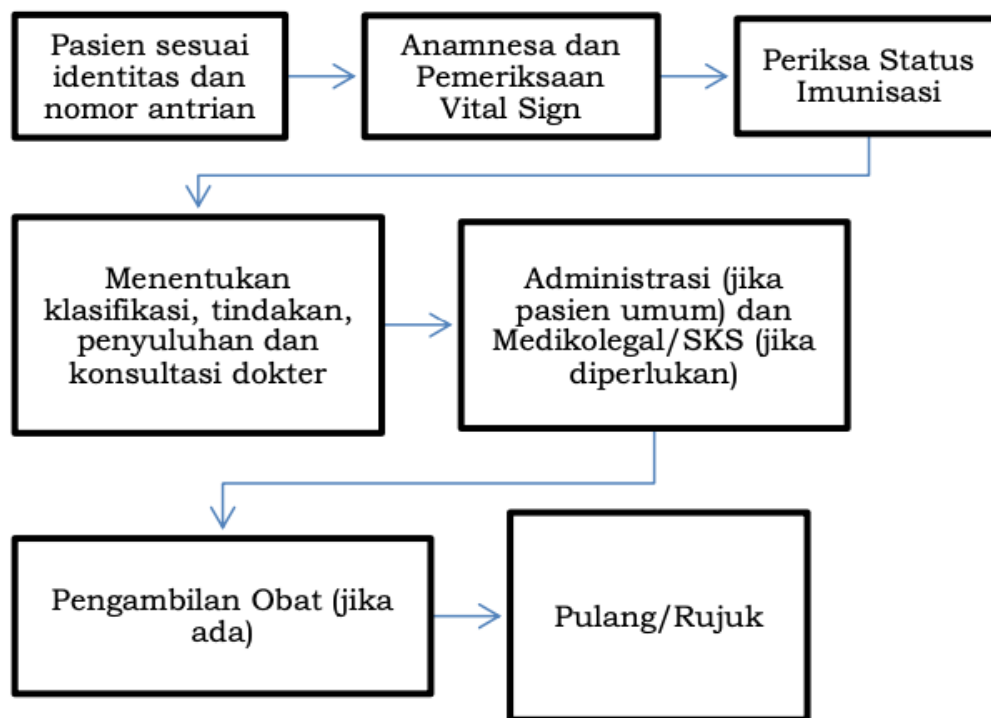 Pasien sesuai
identitas dan
nomor antrian
Anamnesa dan
Pemeriksaan
Vital Sign
Periksa Status
Imunisasi
Menentukan
klasifikasi, tindakan,
penyuluhan dan
konsultasi dokter
Administrasi (jika
pasien umum) dan
Medikolegal/SKS (jika
diperlukan)
Pengambilan Obat (jika
ada)
Pulang/Rujuk